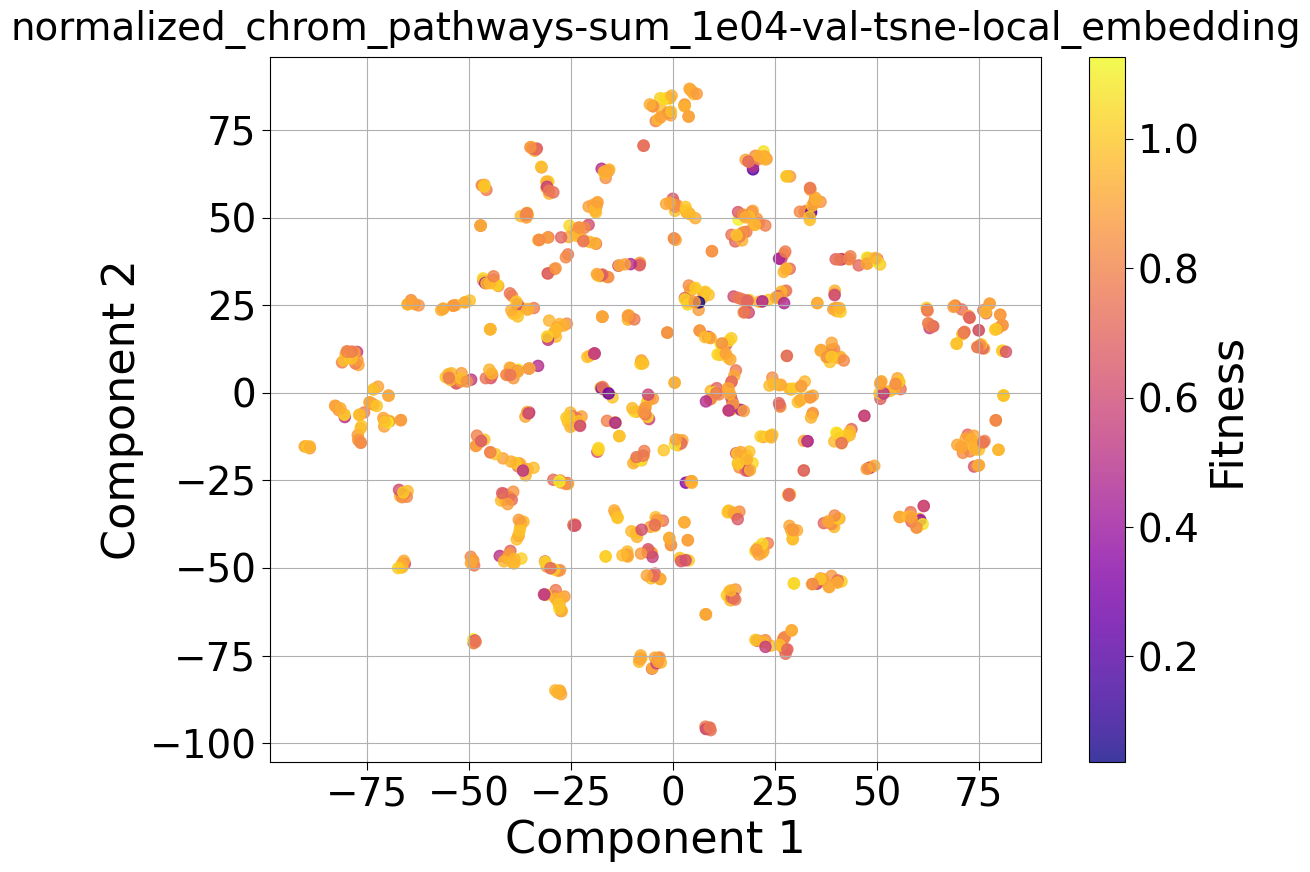 normalized_chrom_pathways-sum_1e04-val-tsne-local_embedding
75
50
25
0
−25
−50
−75
−100
Component 2
−75 −50 −25 0 25 50 75
Component 1
1.0
0.8
0.6
0.4
0.2
Fitness